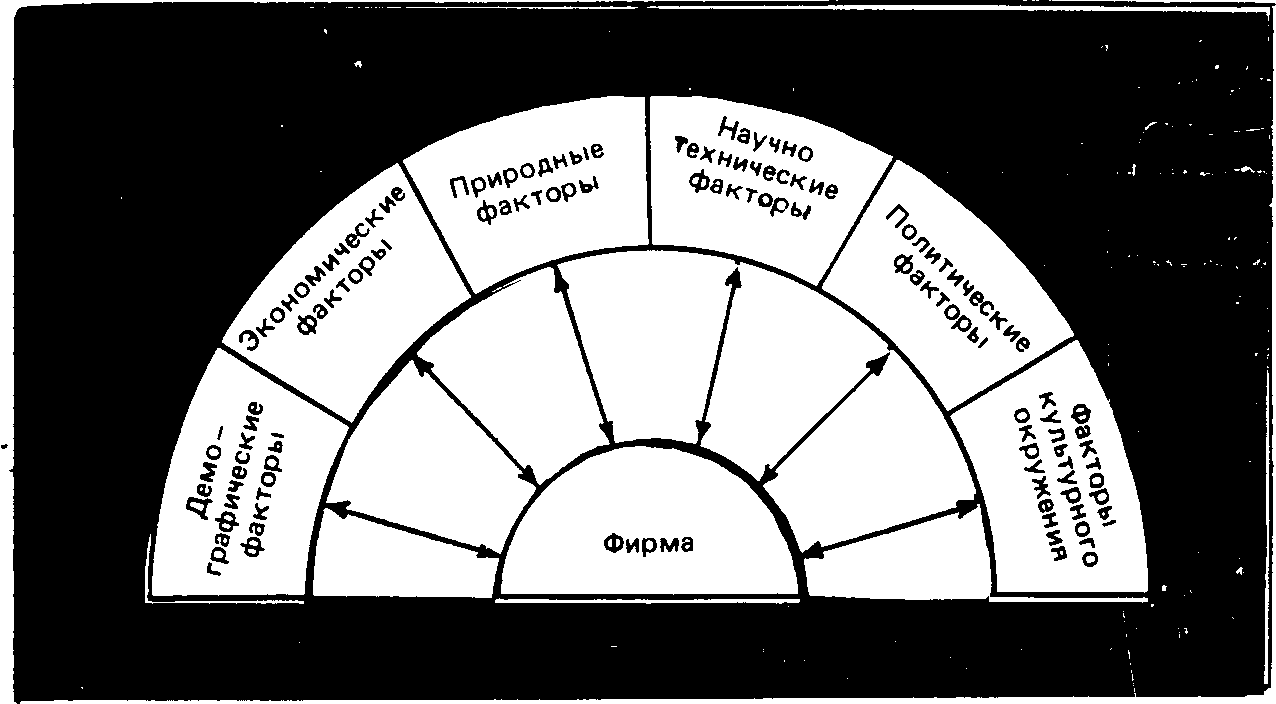 Демо–
графические
факторы
Экономические
факторы
Природные
факторы
Научно
технические
факторы
Политические
факторы
Факторы
культурного
окружения
Фирма